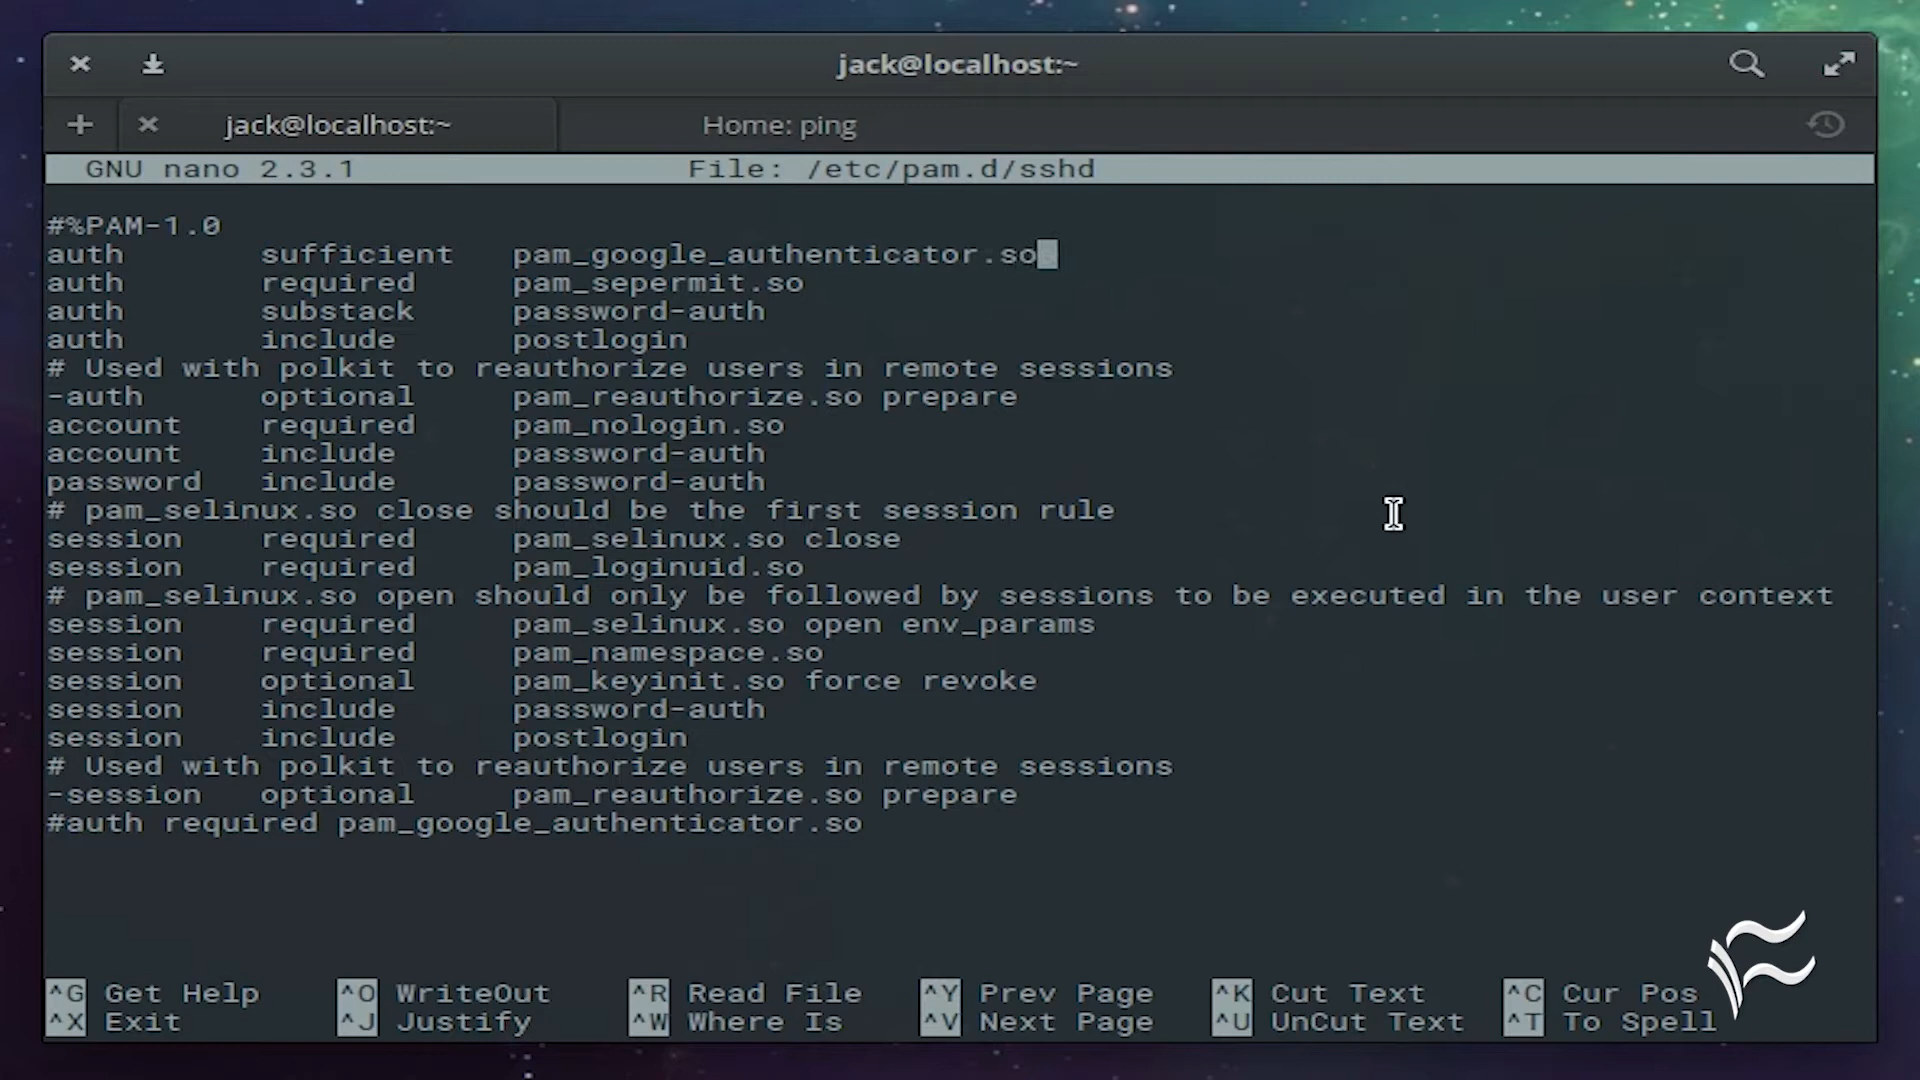 jack@localhost:~
jack@localhost:~ Home: ping
GNU nano 2.3.1 File: /etc/pam.d/sshd
#%PAM-1.0
auth sufficient pam_google_authenticator.so
auth required pam_sepermit.so
auth substack password-auth
auth include postlogin
# Used with polkit to reauthorize users in remote sessions
-auth optional pam_reauthorize.so prepare
account required pam_nologin.so
account include password-auth
password include password-auth
# pam_selinux.so close should be the first session rule
session required pam_selinux.so close
session required pam_loginuid.so
# pam_selinux.so open should only be followed by sessions to be executed in the user context
session required pam_selinux.so open env_params
session required pam_namespace.so
session optional pam_keyinit.so force revoke
session include password-auth
session include postlogin
# Used with polkit to reauthorize users in remote sessions
-session optional pam_reauthorize.so prepare
#auth required pam_google_authenticator.so
^G Get Help ^O WriteOut ^R Read File ^Y Prev Page ^K Cut Text ^C Cur Pos
^X Exit ^J Justify ^W Where Is ^V Next Page ^U UnCut Text ^T To Spell